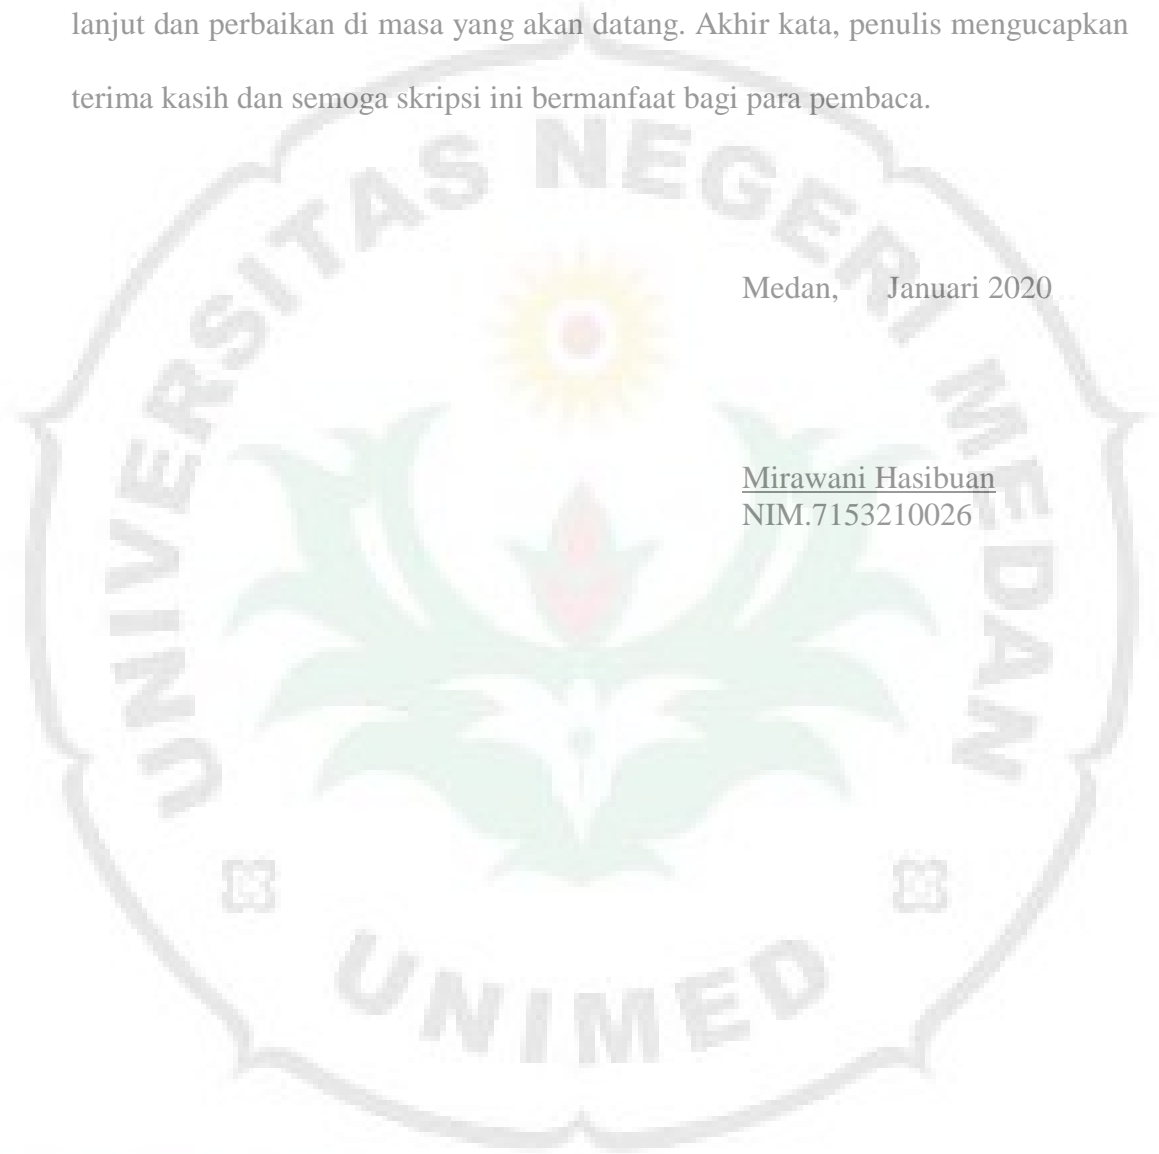 lanjut dan perbaikan di masa yang akan datang. Akhir kata, penulis mengucapkan
terima kasih dan semoga skripsi ini bermanfaat bagi para pembaca.
UNIVERSITAS NEGERI MEDAN
Medan, Januari 2020
Mirawani Hasibuan
NIM.7153210026
UNIMED